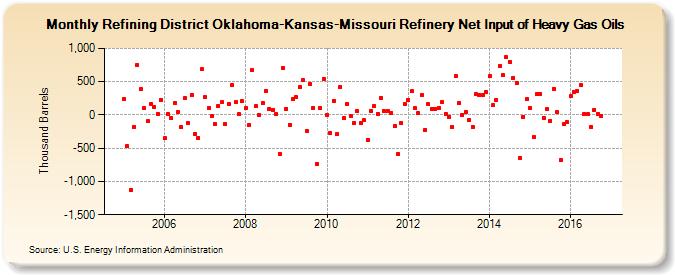 Monthly Refining District Oklahoma-Kansas-Missouri Refinery Net Input of Heavy Gas Oils
Thousand Barrels
1,000
500
0
-500
-1,000
-1,500
2006 2008 2010 2012 2014 2016
Source: U.S. Energy Information Administration